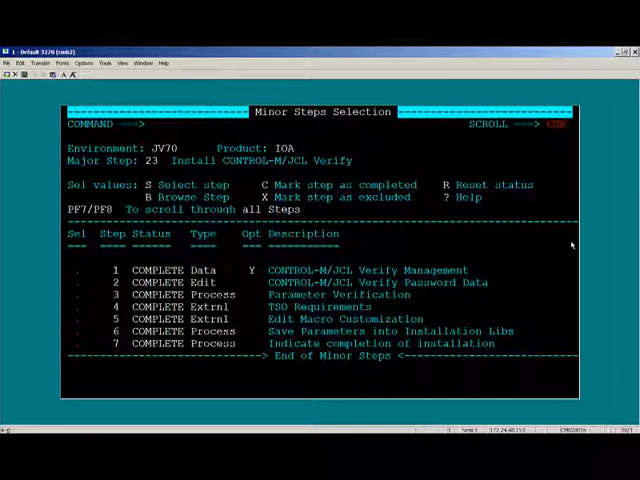 1 - Default 3270 (cmb2)
File Edit Transfer Fonts Options Tools View Window Help
Minor Steps Selection
COMMAND ===> SCROLL ===> CSR
Environment: JV70 Product: IOA
Major Step: 23 Install CONTROL-M/JCL Verify
Sel values: S Select step C Mark step as completed R Reset status
B Browse Step X Mark step as excluded ? Help
PF7/PF8 To scroll through all Steps
Sel Step Status Type Opt Description
. 1 COMPLETE Data Y CONTROL-M/JCL Verify Management
. 2 COMPLETE Edit CONTROL-M/JCL Verify Password Data
. 3 COMPLETE Process Parameter Verification
. 4 COMPLETE Extrnl TSO Requirements
. 5 COMPLETE Extrnl Edit Macro Customization
. 6 COMPLETE Process Save Parameters into Installation Libs
. 7 COMPLETE Process Indicate completion of installation
> End of Minor Steps <
172.24.48.153